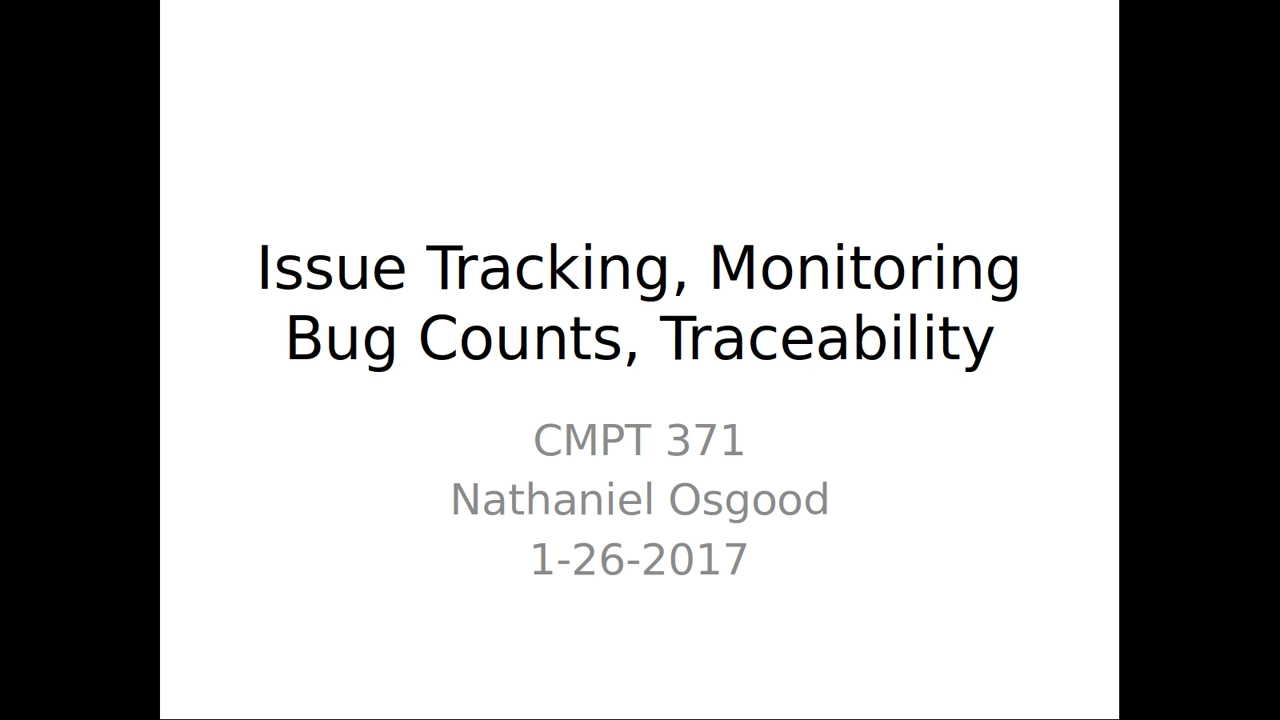 Issue Tracking, Monitoring
Bug Counts, Traceability
CMPT 371
Nathaniel Osgood
1-26-2017